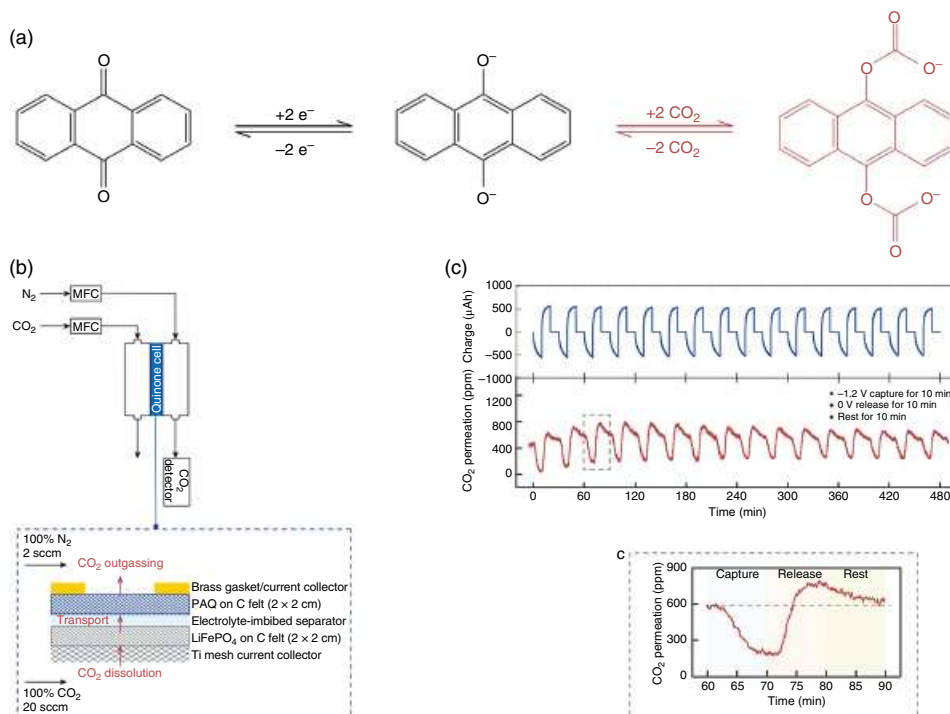 (a)
O
O
+2 e⁻
−2 e⁻
O⁻
O⁻
+2 CO₂
−2 CO₂
O
O
O⁻
O
O⁻
O
(b)
N₂
MFC
CO₂
MFC
Quinone cell
CO₂
detector
100% N₂
2 sccm
CO₂ outgassing
Brass gasket/current collector
PAQ on C felt (2 × 2 cm)
Transport
Electrolyte-imbibed separator
LiFePO₄ on C felt (2 × 2 cm)
Ti mesh current collector
CO₂ dissolution
100% CO₂
20 sccm
(c)
Charge (μAh)
1000
500
0
−500
−1000
CO₂ permeation (ppm)
1200
800
400
0
−1.2 V capture for 10 min
0 V release for 10 min
Rest for 10 min
0 60 120 180 240 300 360 420 480
Time (min)
c
CO₂ permeation (ppm)
900
600
300
0
Capture Release Rest
60 65 70 75 80 85 90
Time (min)